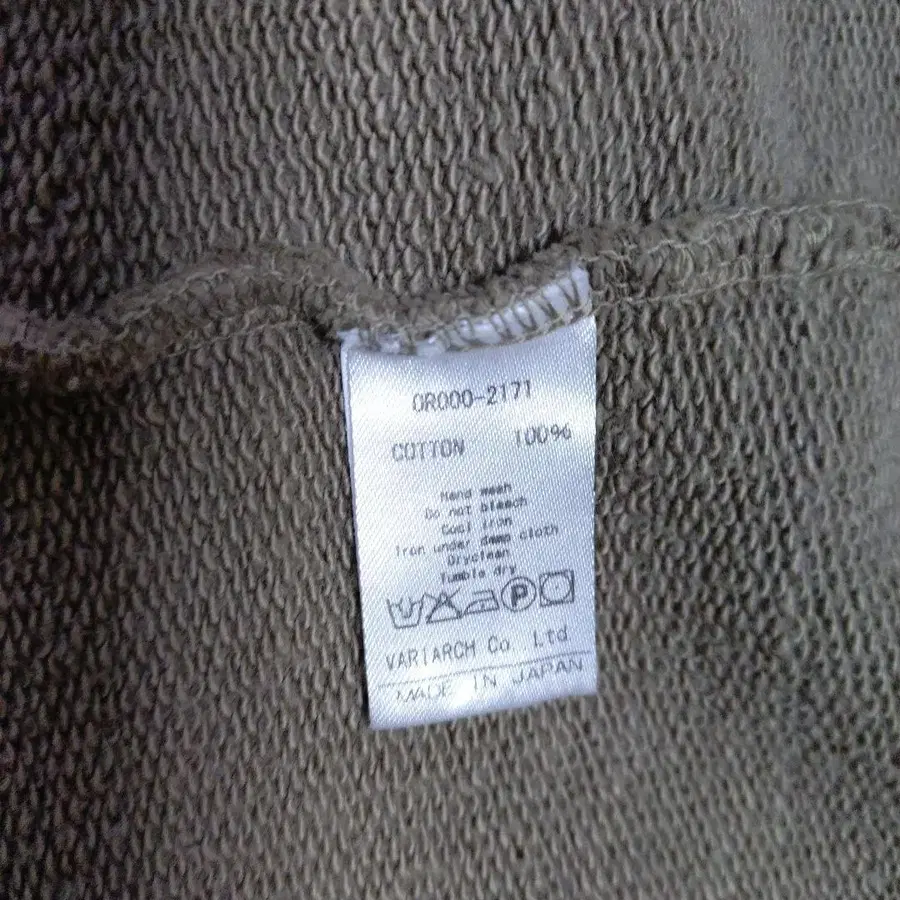 OR000-2171
COTTON 100%
Hand wash
Do not bleach
Cool iron
Iron under damp cloth
Dryclean
Tumble dry
P
VARIARCH Co. Ltd
MADE IN JAPAN